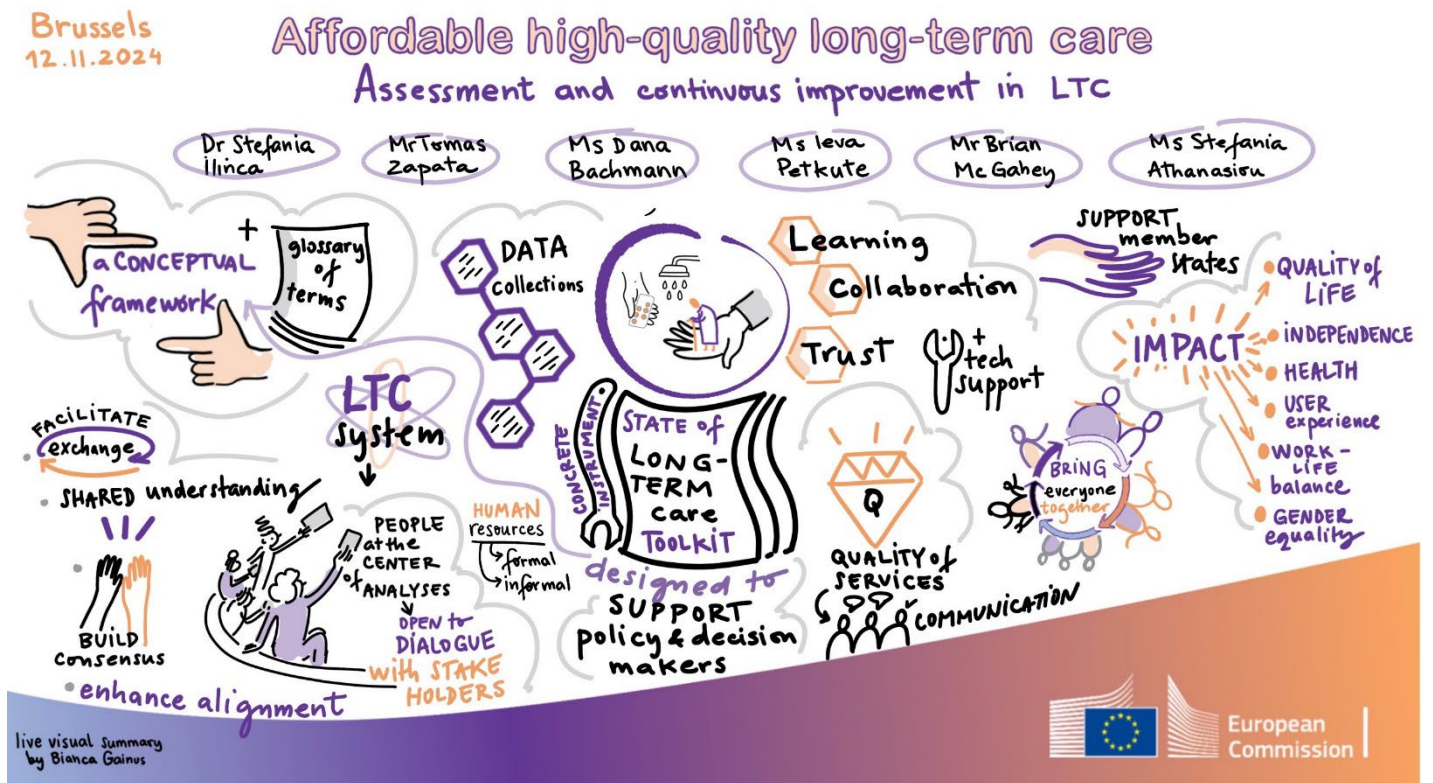 Brussels
12.11.2024
Affordable high-quality long-term care
Assessment and continuous improvement in LTC
Dr Stefania
Ilinca
Mr Tomas
Zapata
Ms Dana
Bachmann
Ms Ieva
Petkute
Mr Brian
Mc Gahey
Ms Stefania
Athanasiou
a CONCEPTUAL
framework
+
glossary
of
terms
DATA
collections
Learning
Collaboration
Trust
+
tech
support
SUPPORT
member
states
IMPACT
QUALITY of
LIFE
INDEPENDENCE
HEALTH
USER
experience
WORK-
LIFE
balance
GENDER
equality
FACILITATE
exchange
SHARED understanding
BUILD
consensus
enhance alignment
LTC
system
PEOPLE
at the
CENTER
of ANALYSES
OPEN to
DIALOGUE
with STAKE
HOLDERS
HUMAN
resources
formal
informal
CONCRETE
INSTRUMENT
STATE of
LONG-
TERM
care
TOOLKIT
designed to
SUPPORT
policy & decision
makers
Q
QUALITY of
SERVICES
COMMUNICATION
BRING
everyone
together
live visual summary
by Bianca Gainus
European
Commission